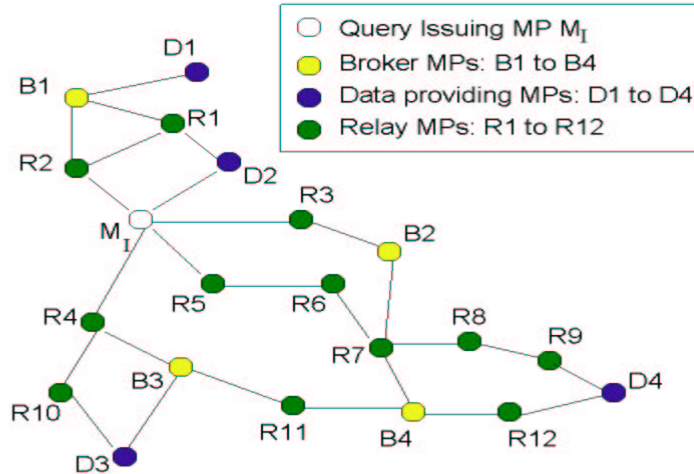 Query Issuing MP M_I
Broker MPs: B1 to B4
Data providing MPs: D1 to D4
Relay MPs: R1 to R12
D1
B1
R1
R2
D2
R3
M_I
B2
R5
R6
R4
R7
R8
R9
B3
D4
R10
R11
B4
R12
D3